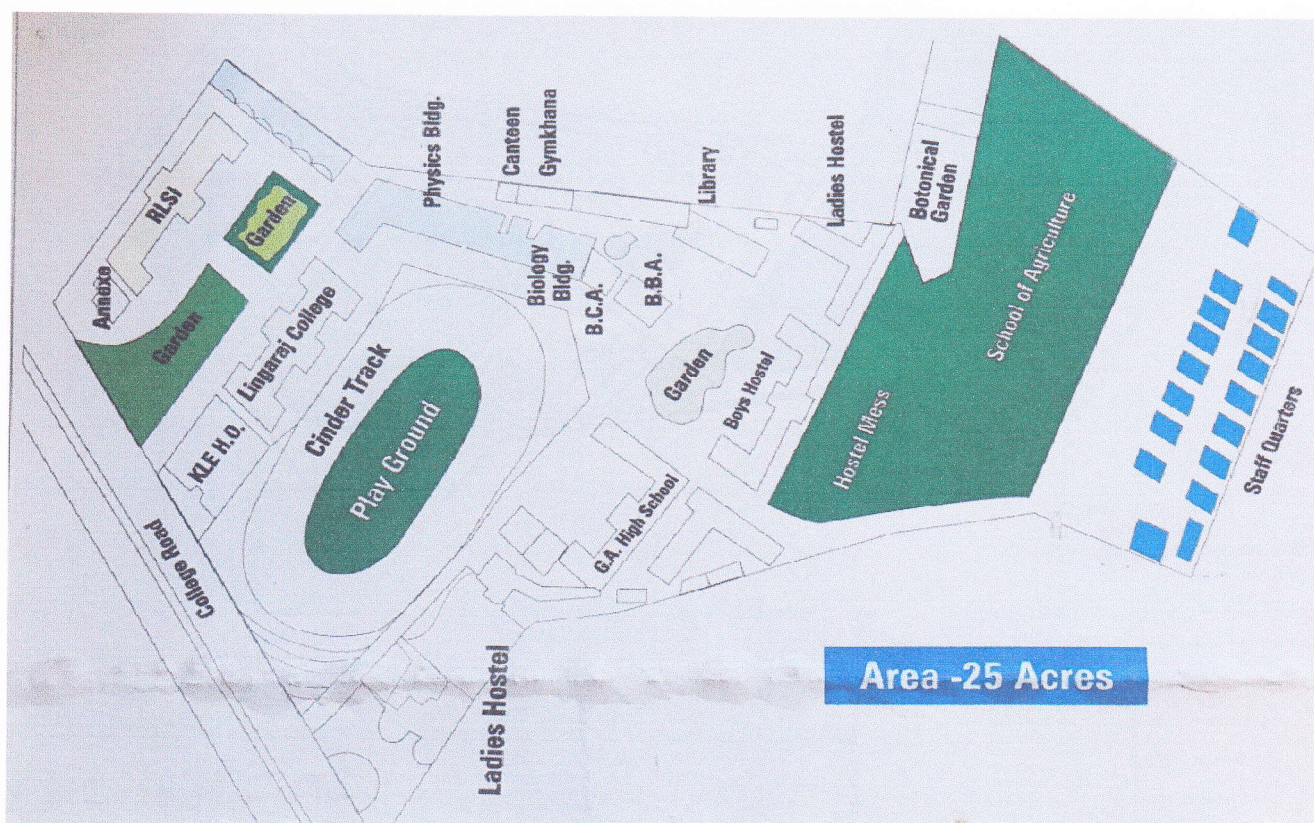 Annexe
RLSi
Garden
Garden
Physics Bldg.
Canteen
Gymkhana
Library
Ladies Hostel
Botonical
Garden
Lingaraj College
KLE H.O.
Cinder Track
Play Ground
Biology
Bldg.
B.C.A.
B.B.A.
Garden
Boys Hostel
Hostel Mess
School of Agriculture
G.A. High School
College Road
Ladies Hostel
Staff Quarters
Area -25 Acres